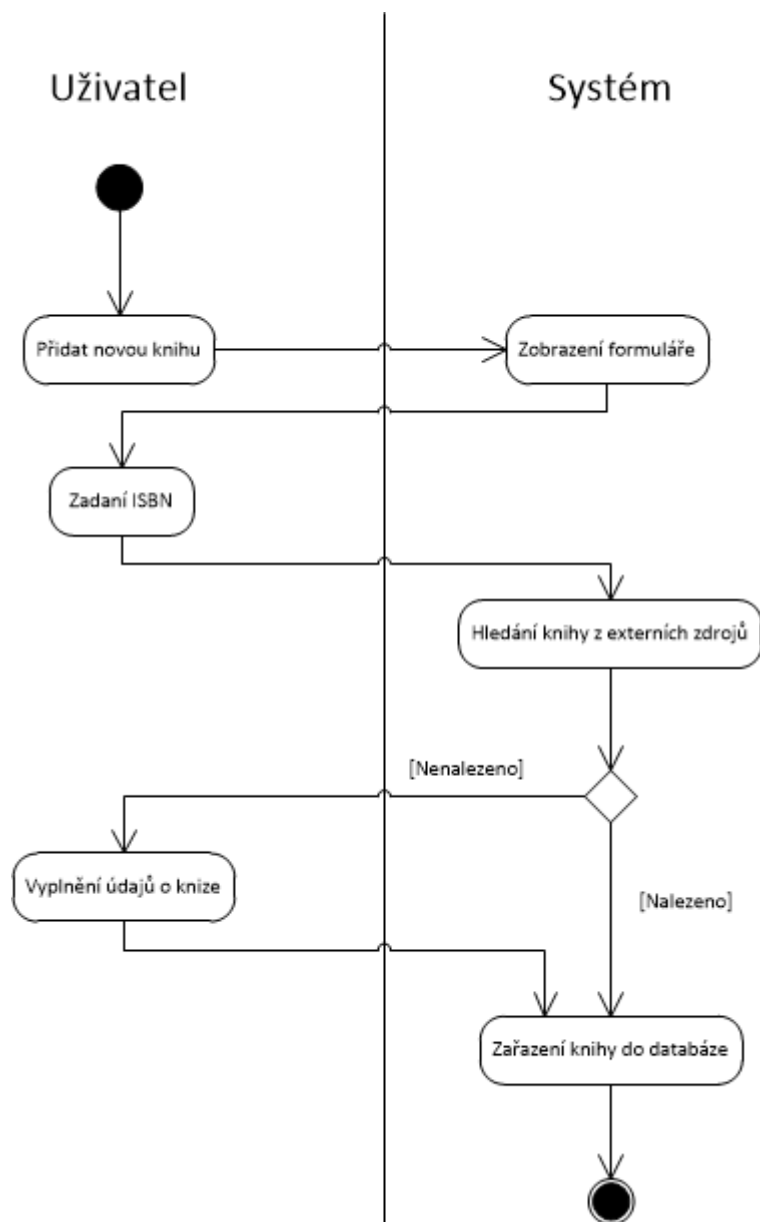 Uživatel
Systém
Přidat novou knihu
Zobrazení formuláře
Zadaní ISBN
Hledání knihy z externích zdrojů
[Nenalezeno]
Vyplnění údajů o knize
[Nalezeno]
Zařazení knihy do databáze